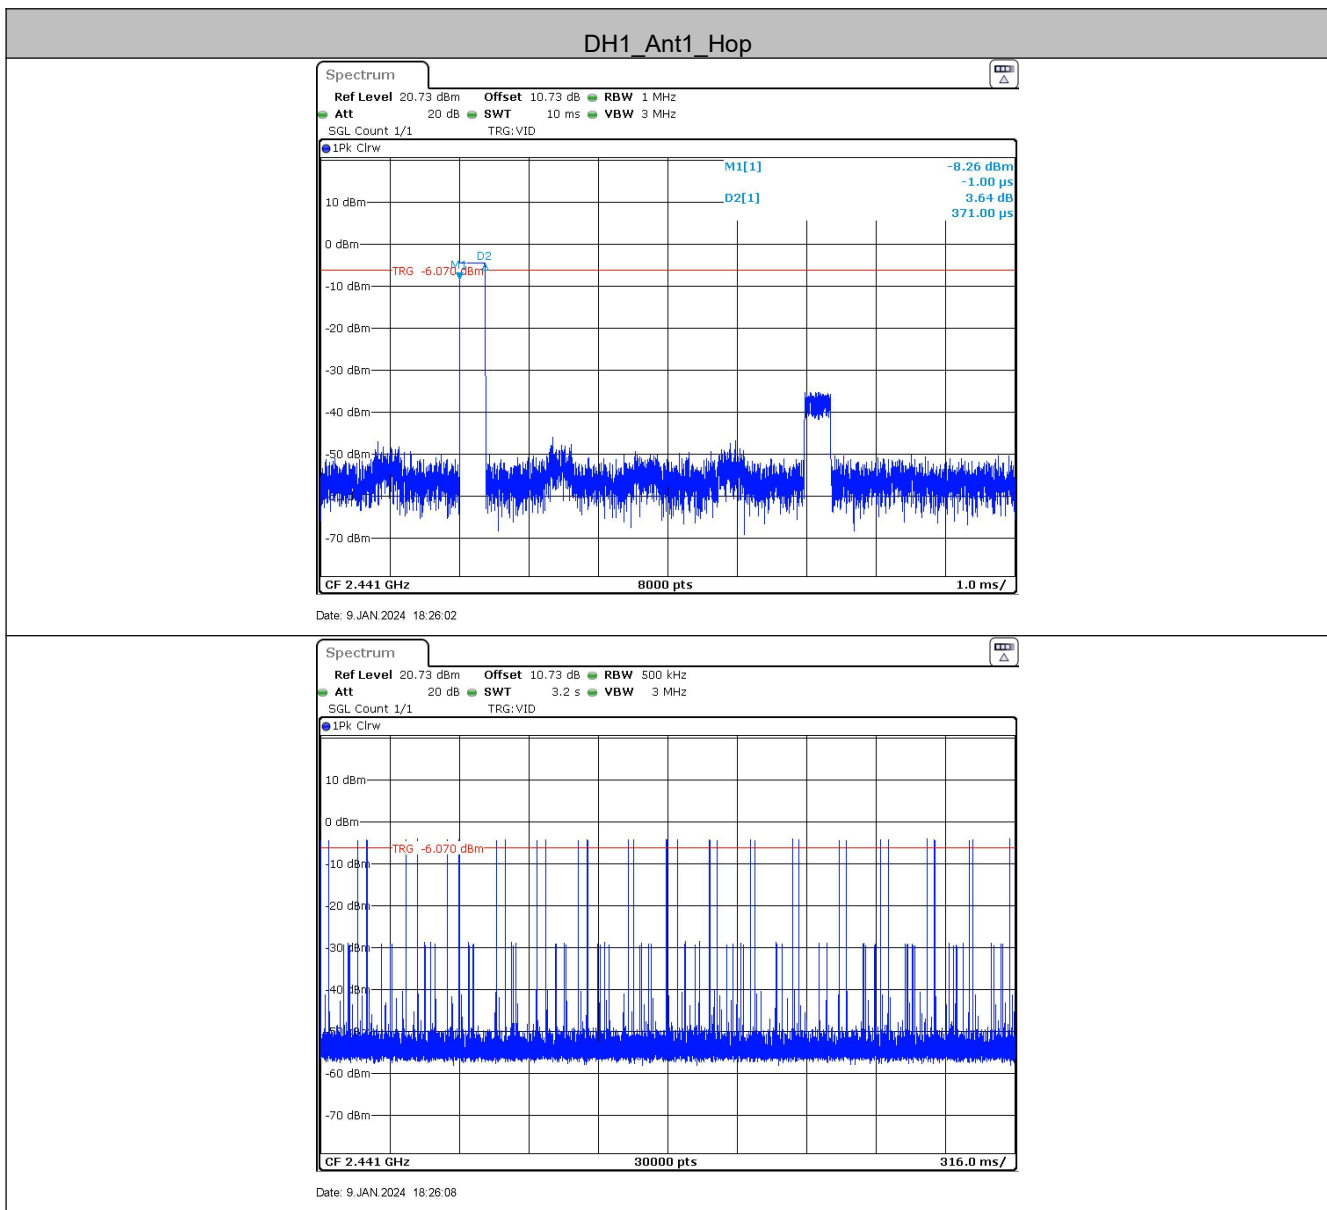 DH1_Ant1_Hop
Spectrum
Ref Level 20.73 dBm Offset 10.73 dB RBW 1 MHz
Att 20 dB SWT 10 ms VBW 3 MHz
SGL Count 1/1 TRG:VID
1Pk Clrw
M1[1] -8.26 dBm
-1.00 µs
D2[1] 3.64 dB
371.00 µs
10 dBm
0 dBm
D2
M1
TRG -6.070 dBm
-10 dBm
-20 dBm
-30 dBm
-40 dBm
-50 dBm
-70 dBm
CF 2.441 GHz 8000 pts 1.0 ms/
Date: 9.JAN.2024 18:26:02
Spectrum
Ref Level 20.73 dBm Offset 10.73 dB RBW 500 kHz
Att 20 dB SWT 3.2 s VBW 3 MHz
SGL Count 1/1 TRG:VID
1Pk Clrw
10 dBm
0 dBm
TRG -6.070 dBm
-10 dBm
-20 dBm
-30 dBm
-40 dBm
-60 dBm
-70 dBm
CF 2.441 GHz 30000 pts 316.0 ms/
Date: 9.JAN.2024 18:26:08